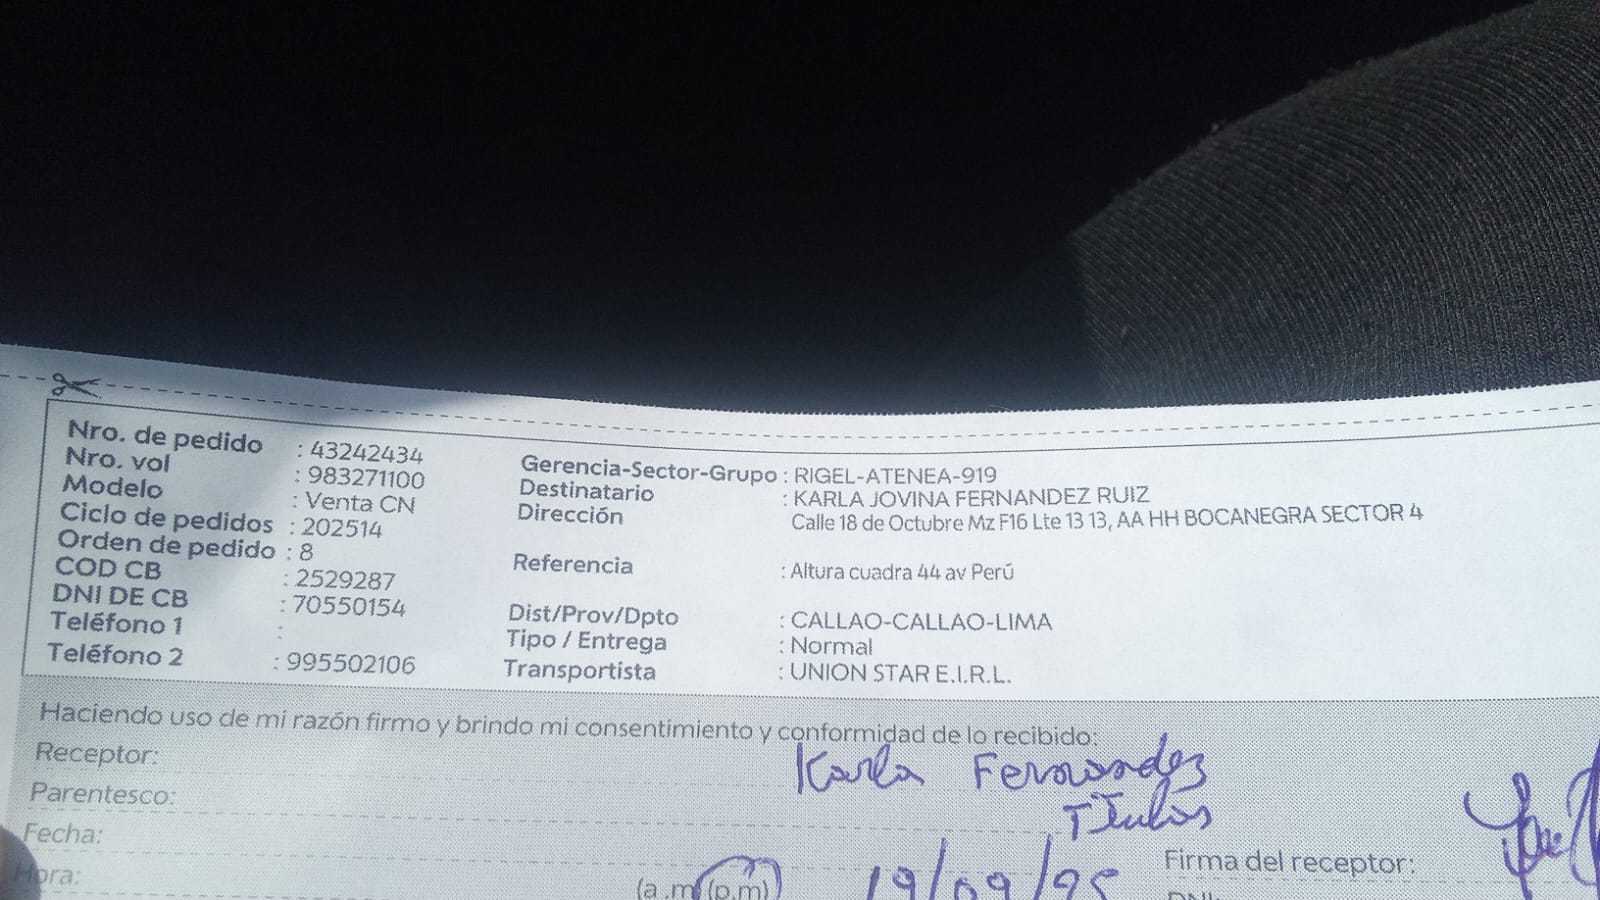 Nro. de pedido : 43242434
Nro. vol : 983271100
Modelo : Venta CN
Ciclo de pedidos : 202514
Orden de pedido : 8
COD CB : 2529287
DNI DE CB : 70550154
Teléfono 1 :
Teléfono 2 : 995502106
Gerencia-Sector-Grupo : RIGEL-ATENEA-919
Destinatario : KARLA JOVINA FERNANDEZ RUIZ
Dirección Calle 18 de Octubre Mz F16 Lte 13 13, AA HH BOCANEGRA SECTOR 4
Referencia : Altura cuadra 44 av Perú
Dist/Prov/Dpto : CALLAO-CALLAO-LIMA
Tipo / Entrega : Normal
Transportista : UNION STAR E.I.R.L.
Haciendo uso de mi razón firmo y brindo mi consentimiento y conformidad de lo recibido:
Receptor: Karla Fernandez
Parentesco:
Fecha: 19/09/25
Hora: (a.m) (p.m)
Firma del receptor: